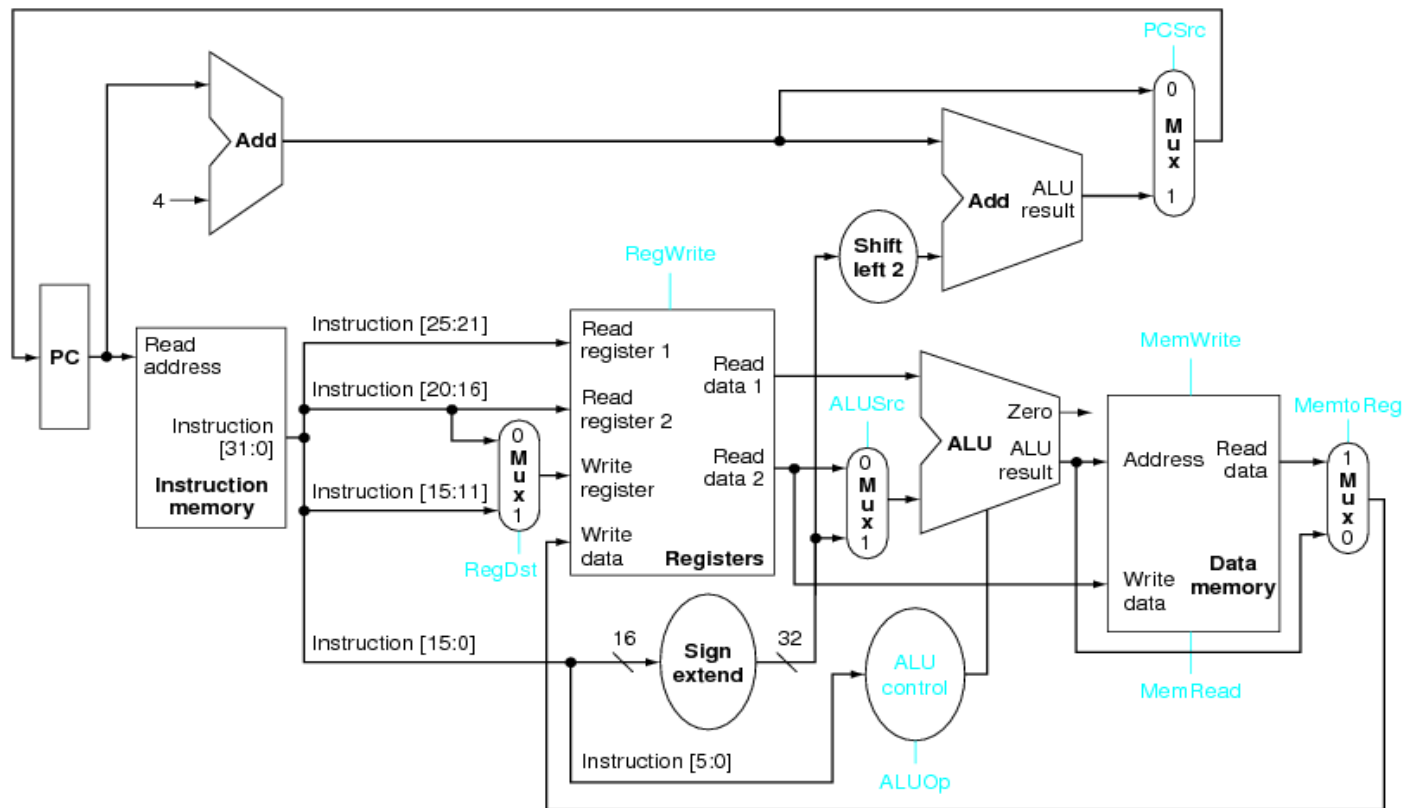 PCSrc
0
M
u
x
1
Add
4
Add
ALU
result
Shift
left 2
RegWrite
PC
Read
address
Instruction
[31:0]
Instruction
memory
Instruction [25:21]
Instruction [20:16]
Instruction [15:11]
0
M
u
x
1
RegDst
Read
register 1
Read
register 2
Write
register
Write
data
Read
data 1
Read
data 2
Registers
ALUSrc
0
M
u
x
1
Zero
ALU
ALU
result
MemWrite
Address
Read
data
Write
data
Data
memory
MemRead
MemtoReg
1
M
u
x
0
Instruction [15:0]
16
Sign
extend
32
ALU
control
Instruction [5:0]
ALUOp